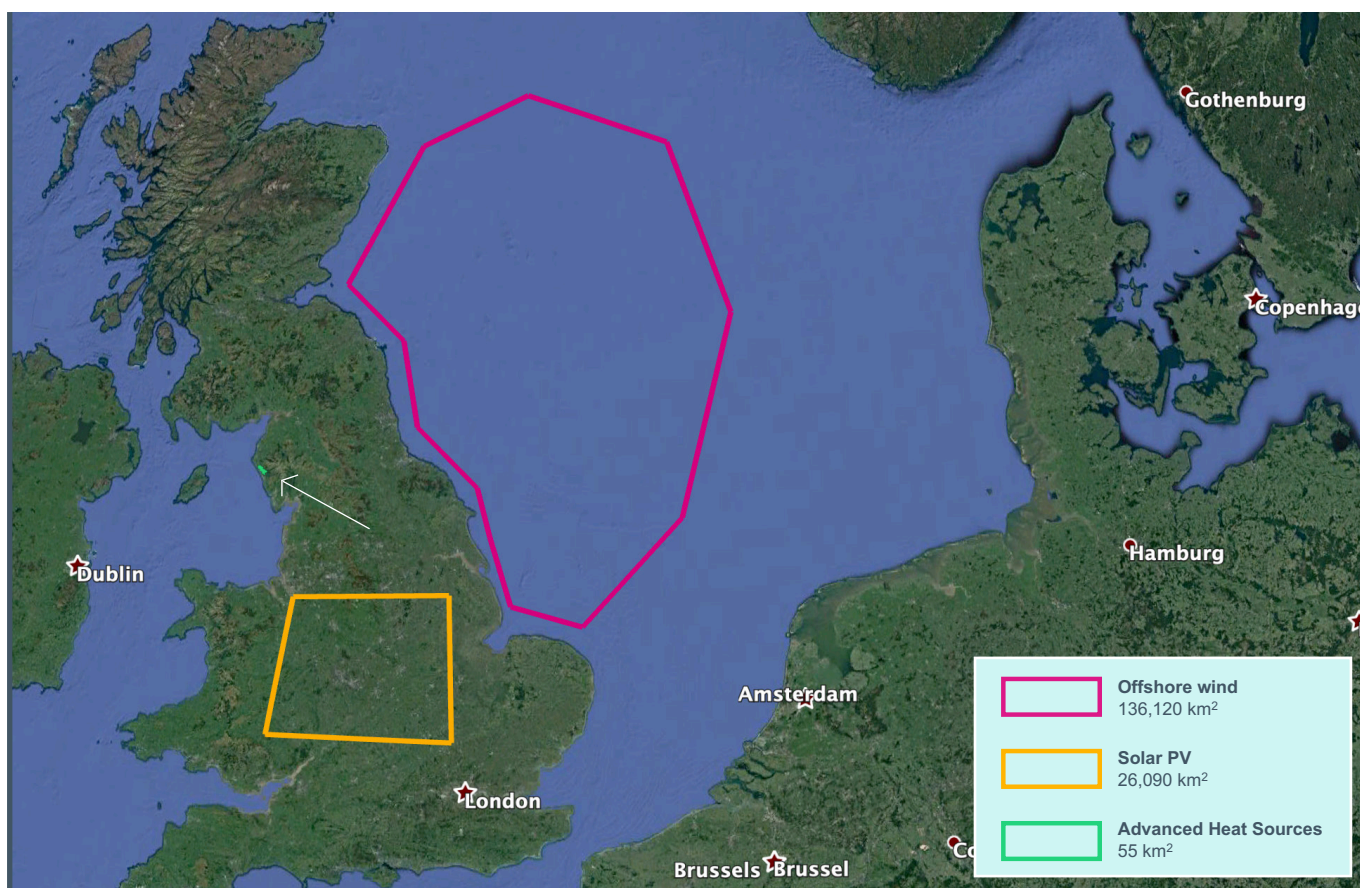 Gothenburg
Copenhage
Dublin
Hamburg
Amsterdam
London
Brussels
Brussel
Co
Offshore wind
136,120 km²
Solar PV
26,090 km²
Advanced Heat Sources
55 km²